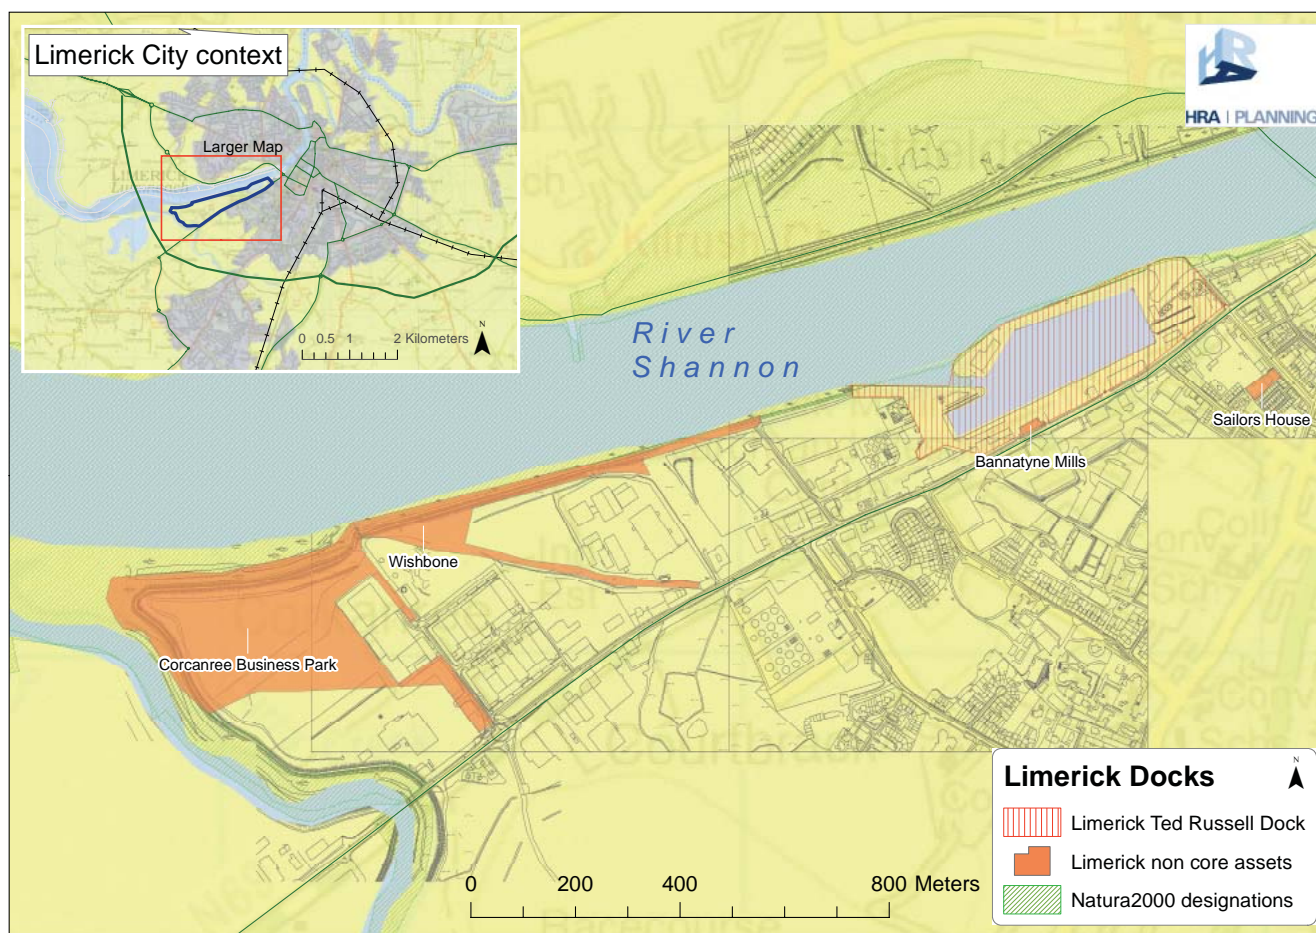 Limerick City context
Larger Map
LIMERICK
0 0.5 1 2 Kilometers
N
HRA | PLANNING
River
Shannon
Sailors House
Bannatyne Mills
Wishbone
Corcanree Business Park
Limerick Docks
N
Limerick Ted Russell Dock
Limerick non core assets
Natura2000 designations
0 200 400 800 Meters
Racecourse